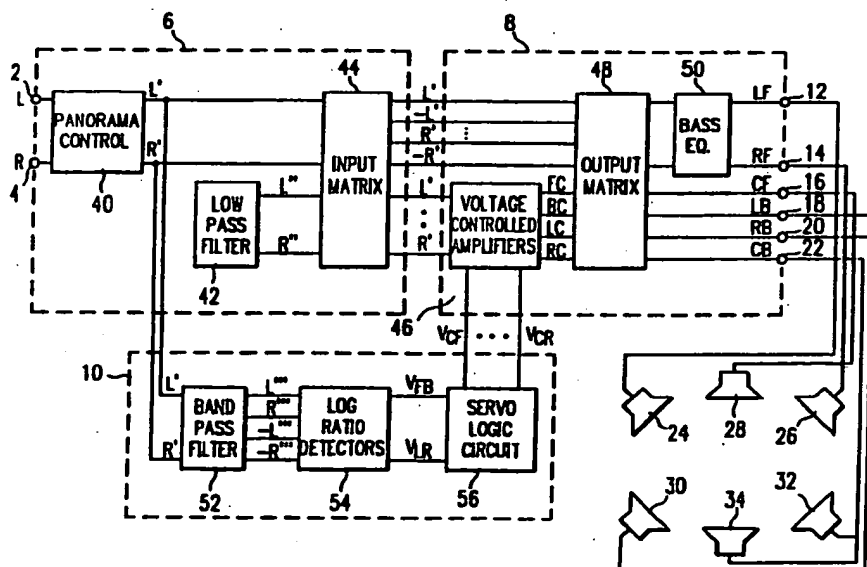 6
8
2
L
PANORAMA
CONTROL
40
R
4
L'
R'
44
INPUT
MATRIX
LOW
PASS
FILTER
42
L"
R"
L'
-L'
R'
-R'
L'
R'
VOLTAGE
CONTROLLED
AMPLIFIERS
46
FC
BC
LC
RC
48
OUTPUT
MATRIX
50
BASS
EQ.
LF
12
RF
14
CF
16
LB
18
RB
20
CB
22
VCF
VCR
10
L'
R'
BAND
PASS
FILTER
52
L'''
R'''
-L'''
-R'''
LOG
RATIO
DETECTORS
54
VFB
VLR
SERVO
LOGIC
CIRCUIT
56
24
28
26
30
34
32